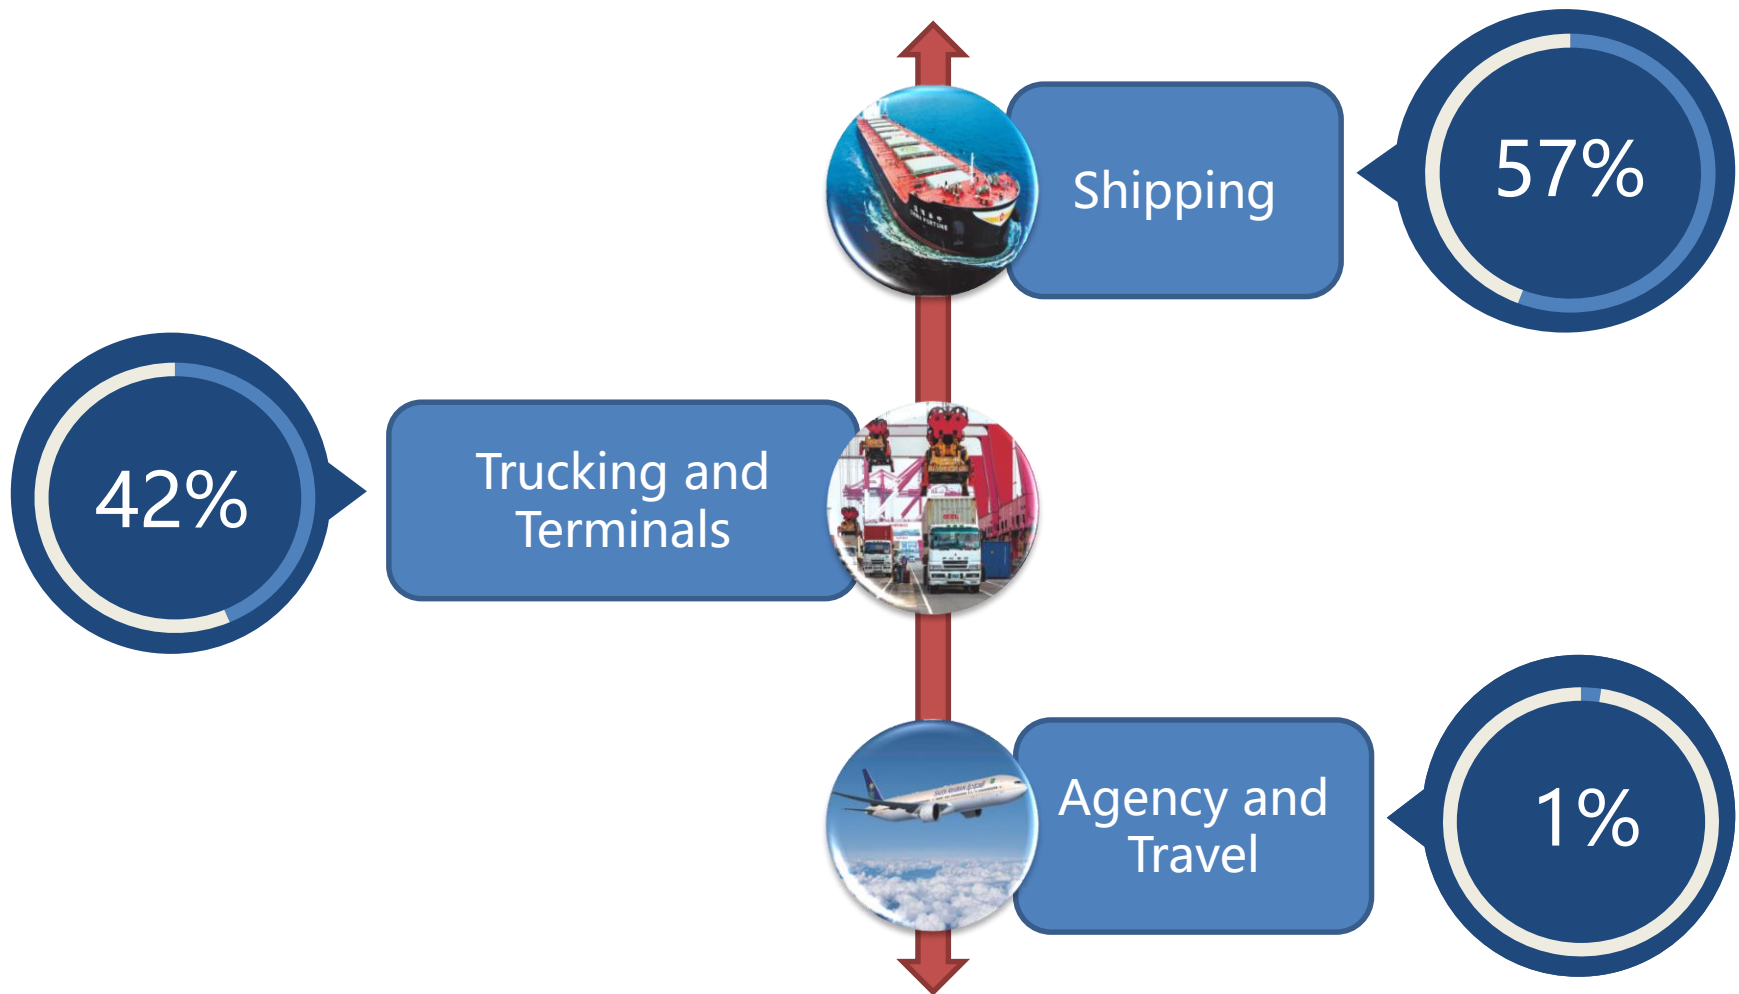 Shipping
57%
42%
Trucking and
Terminals
Agency and
Travel
1%